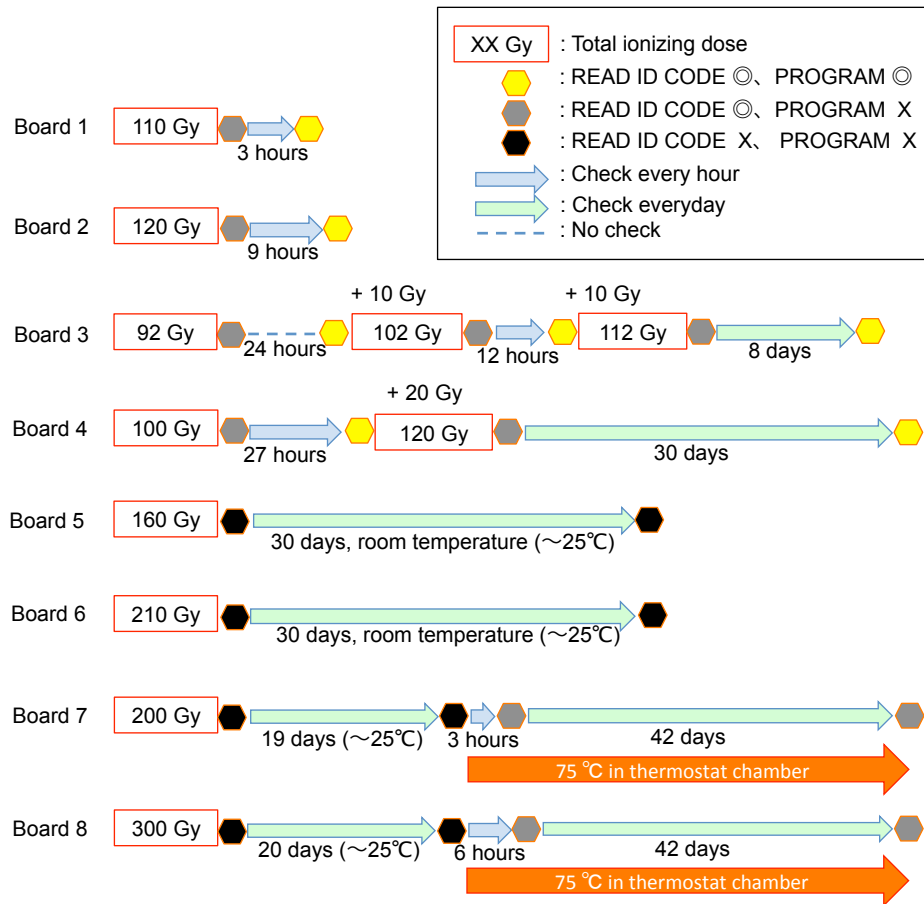 XX Gy : Total ionizing dose
: READ ID CODE ◎、PROGRAM ◎
: READ ID CODE ◎、PROGRAM X
: READ ID CODE X、 PROGRAM X
: Check every hour
: Check everyday
: No check
Board 1 110 Gy
3 hours
Board 2 120 Gy
9 hours
+ 10 Gy + 10 Gy
Board 3 92 Gy 102 Gy 112 Gy
24 hours 12 hours 8 days
+ 20 Gy
Board 4 100 Gy 120 Gy
27 hours 30 days
Board 5 160 Gy
30 days, room temperature (~25℃)
Board 6 210 Gy
30 days, room temperature (~25℃)
Board 7 200 Gy
19 days (~25℃) 3 hours 42 days
75 ℃ in thermostat chamber
Board 8 300 Gy
20 days (~25℃) 6 hours 42 days
75 ℃ in thermostat chamber